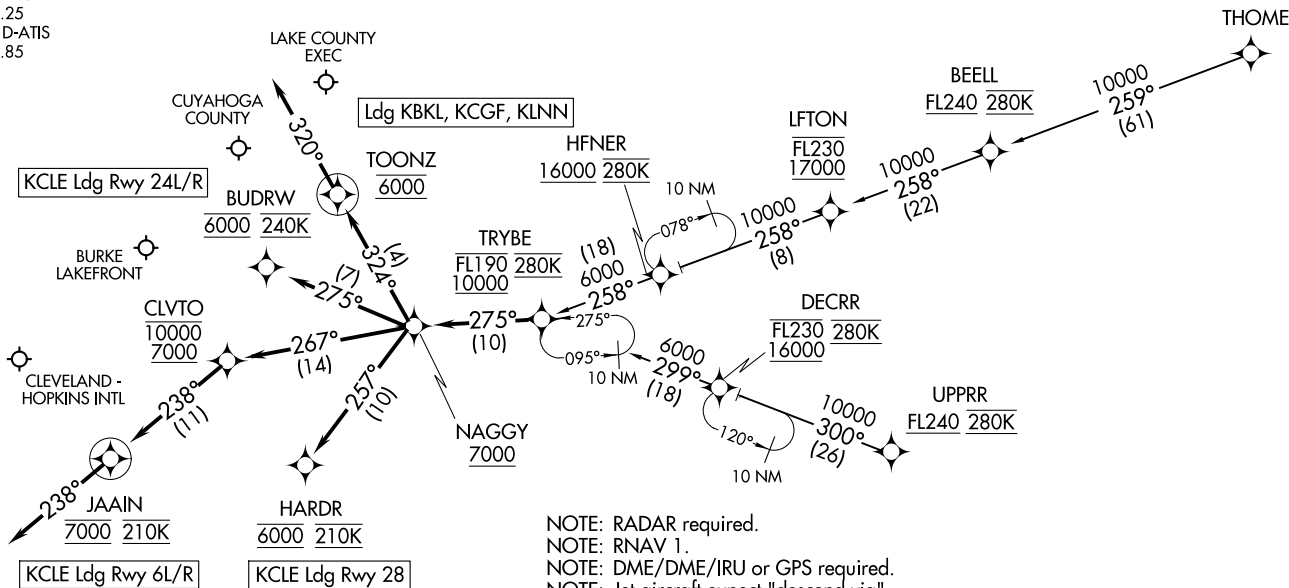 .25
D-ATIS
.85
THOME
LAKE COUNTY
EXEC
BEELL
FL240 280K
10000
259°
(61)
CUYAHOGA
COUNTY
320°
Ldg KBKL, KCGF, KLNN
LFTON
FL230
17000
10000
258°
(22)
HFNER
16000 280K
10 NM
078°
10000
258°
(8)
KCLE Ldg Rwy 24L/R
TOONZ
6000
BUDRW
6000 240K
(4)
324°
TRYBE
FL190 280K
10000
(18)
6000
258°
BURKE
LAKEFRONT
(7)
275°
DECRR
FL230 280K
16000
CLVTO
10000
7000
267°
(14)
275°
(10)
275°
095°
10 NM
6000
299°
(18)
CLEVELAND -
HOPKINS INTL
238°
(11)
257°
(10)
NAGGY
7000
10000
300°
(26)
120°
10 NM
UPPRR
FL240 280K
238°
JAAIN
7000 210K
HARDR
6000 210K
KCLE Ldg Rwy 6L/R
KCLE Ldg Rwy 28
NOTE: RADAR required.
NOTE: RNAV 1.
NOTE: DME/DME/IRU or GPS required.
NOTE: Jet aircraft expect "descend via"